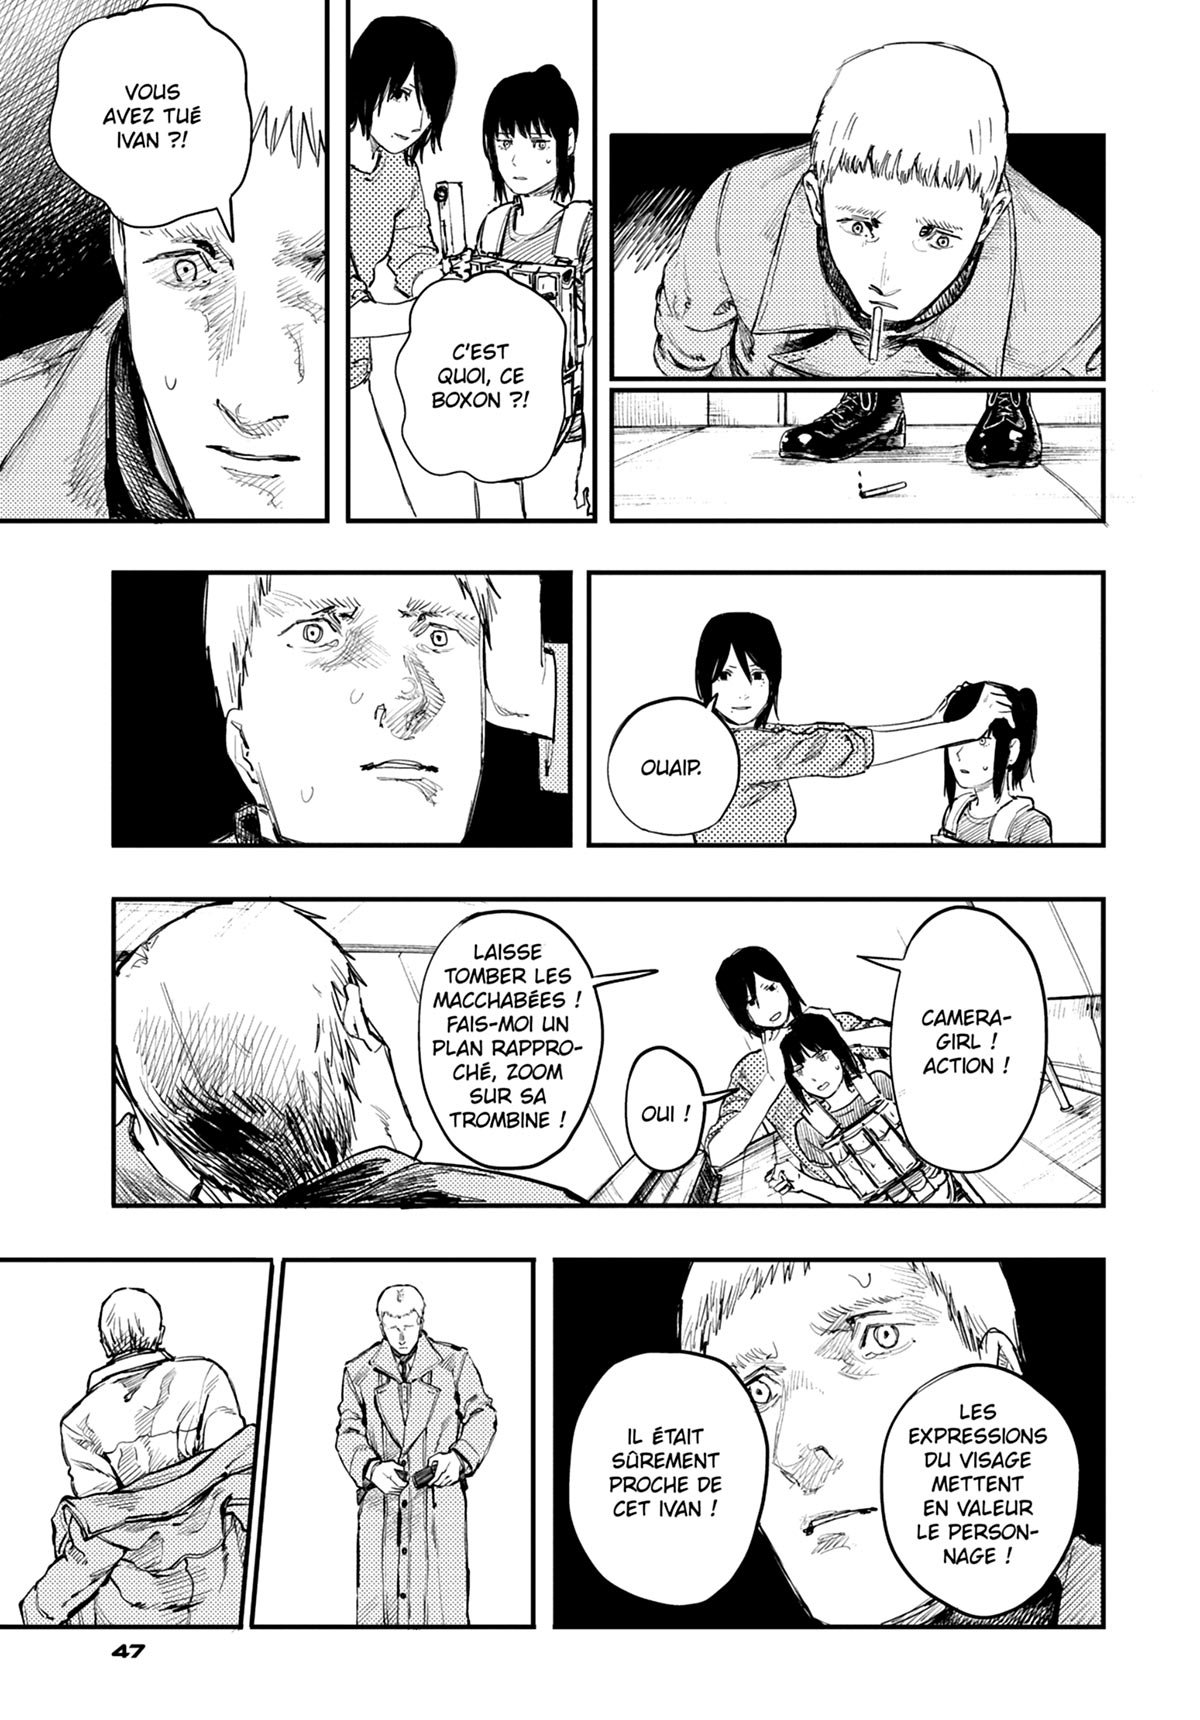 C'EST
QUOI, CE
BOXON ?!
VOUS
AVEZ TUÉ
IVAN ?!
OUAIP.
CAMERA-
GIRL !
ACTION !
OUI !
LAISSE
TOMBER LES
MACCHABÉES !
FAIS-MOI UN
PLAN RAPPRO-
CHÉ, ZOOM
SUR SA
TROMBINE !
LES
EXPRESSIONS
DU VISAGE
METTENT
EN VALEUR
LE PERSON-
NAGE !
IL ÉTAIT
SÛREMENT
PROCHE DE
CET IVAN !
47